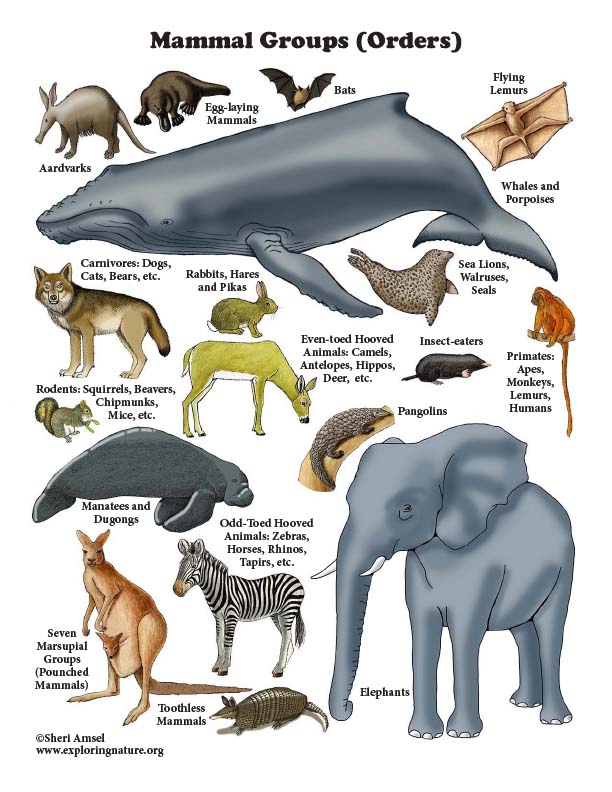 Mammal Groups (Orders)
Aardvarks
Egg-laying
Mammals
Bats
Flying
Lemurs
Whales and
Porpoises
Carnivores: Dogs,
Cats, Bears, etc.
Rabbits, Hares
and Pikas
Sea Lions,
Walruses,
Seals
Even-toed Hooved
Animals: Camels,
Antelopes, Hippos,
Deer, etc.
Insect-eaters
Primates:
Apes,
Monkeys,
Lemurs,
Humans
Rodents: Squirrels, Beavers,
Chipmunks,
Mice, etc.
Pangolins
Manatees and
Dugongs
Odd-Toed Hooved
Animals: Zebras,
Horses, Rhinos,
Tapirs, etc.
Seven
Marsupial
Groups
(Pounched
Mammals)
Toothless
Mammals
Elephants
©Sheri Amsel
www.exploringnature.org